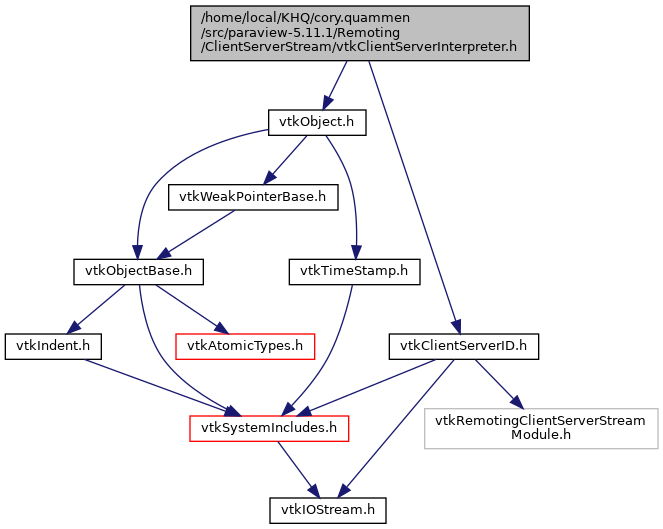 /home/local/KHQ/cory.quammen
/src/paraview-5.11.1/Remoting
/ClientServerStream/vtkClientServerInterpreter.h
vtkObject.h
vtkWeakPointerBase.h
vtkObjectBase.h
vtkTimeStamp.h
vtkIndent.h
vtkAtomicTypes.h
vtkClientServerID.h
vtkSystemIncludes.h
vtkRemotingClientServerStream
Module.h
vtkIOStream.h